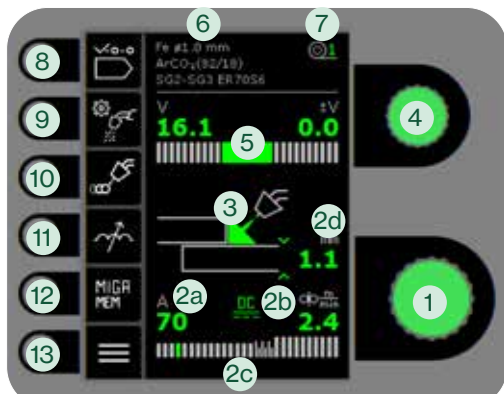 6
7
8
Fe ø1.0 mm
1
ArCO₂(82/18)
SG2-SG3 ER70S6
9
V
±V
4
16.1
5
0.0
10
3
11
2d
1.1
12
MIGA
MEM
A
2a
DC
2b
m
min
1
70
2.4
13
2c